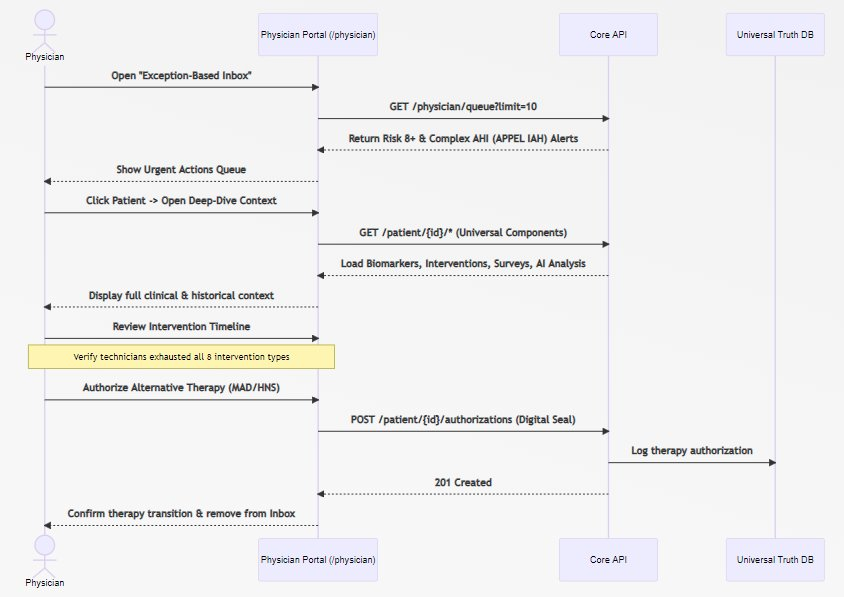 Physician
Physician Portal (/physician)
Core API
Universal Truth DB
Open "Exception-Based Inbox"
GET /physician/queue?limit=10
Return Risk 8+ & Complex AHI (APPEL IAH) Alerts
Show Urgent Actions Queue
Click Patient -> Open Deep-Dive Context
GET /patient/{id}/* (Universal Components)
Load Biomarkers, Interventions, Surveys, AI Analysis
Display full clinical & historical context
Review Intervention Timeline
Verify technicians exhausted all 8 intervention types
Authorize Alternative Therapy (MAD/HNS)
POST /patient/{id}/authorizations (Digital Seal)
Log therapy authorization
201 Created
Confirm therapy transition & remove from Inbox
Physician
Physician Portal (/physician)
Core API
Universal Truth DB